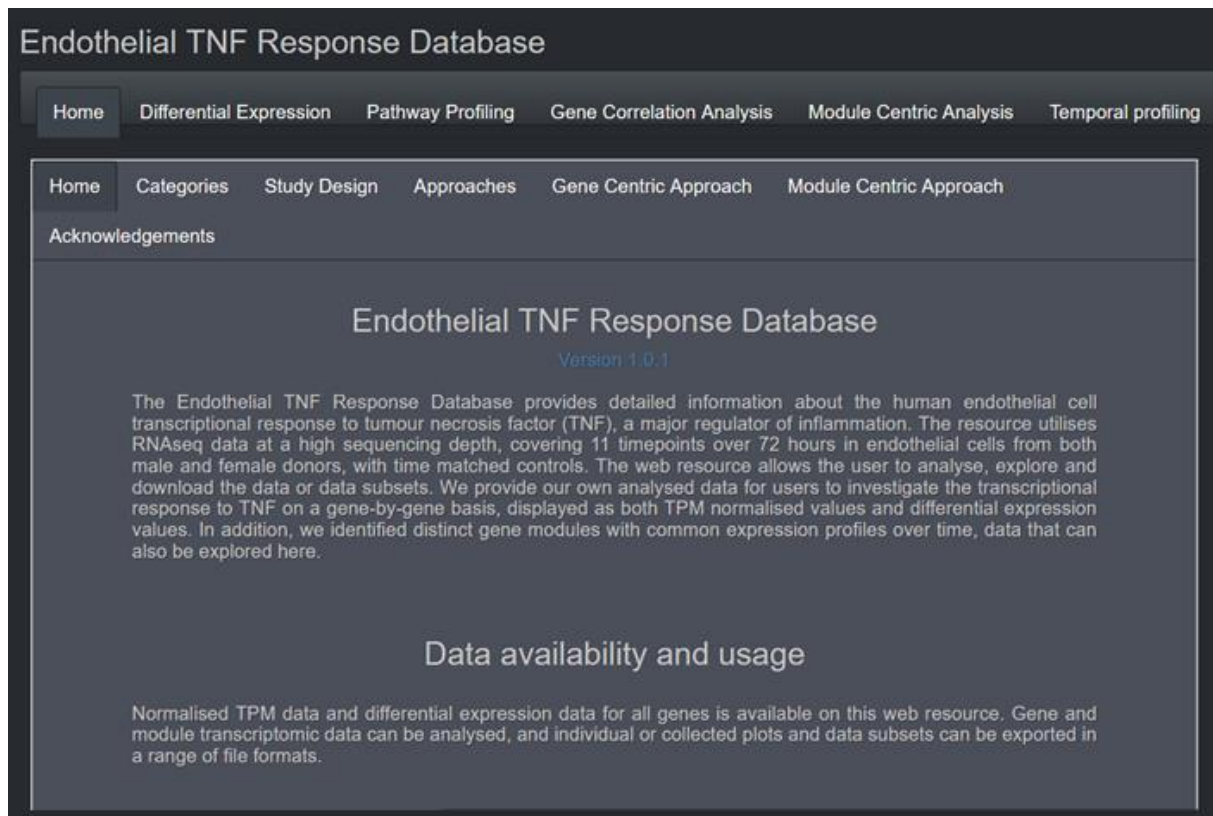 Endothelial TNF Response Database
Home Differential Expression Pathway Profiling Gene Correlation Analysis Module Centric Analysis Temporal profiling
Home Categories Study Design Approaches Gene Centric Approach Module Centric Approach
Acknowledgements
Endothelial TNF Response Database
Version 1.0.1
The Endothelial TNF Response Database provides detailed information about the human endothelial cell
transcriptional response to tumour necrosis factor (TNF), a major regulator of inflammation. The resource utilises
RNAseq data at a high sequencing depth, covering 11 timepoints over 72 hours in endothelial cells from both
male and female donors, with time matched controls. The web resource allows the user to analyse, explore and
download the data or data subsets. We provide our own analysed data for users to investigate the transcriptional
response to TNF on a gene-by-gene basis, displayed as both TPM normalised values and differential expression
values. In addition, we identified distinct gene modules with common expression profiles over time, data that can
also be explored here.
Data availability and usage
Normalised TPM data and differential expression data for all genes is available on this web resource. Gene and
module transcriptomic data can be analysed, and individual or collected plots and data subsets can be exported in
a range of file formats.